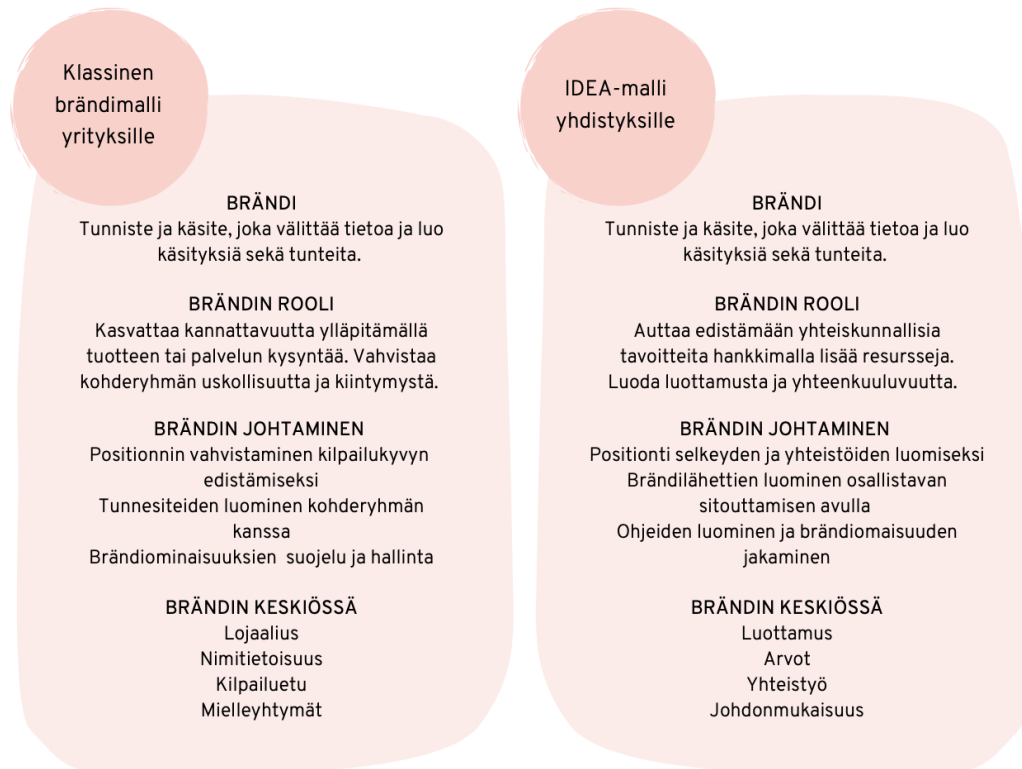 Klassinen
brändimalli
yrityksille
BRÄNDI
Tunniste ja käsite, joka välittää tietoa ja luo
käsityksiä sekä tunteita.
BRÄNDIN ROOLI
Kasvattaa kannattavuutta ylläpitämällä
tuotteen tai palvelun kysyntää. Vahvistaa
kohderyhmän uskollisuutta ja kiintymystä.
BRÄNDIN JOHTAMINEN
Positionnin vahvistaminen kilpailukyvyn
edistämiseksi
Tunnesiteiden luominen kohderyhmän
kanssa
Brändiominaisuuksien  suojelu ja hallinta
BRÄNDIN KESKIÖSSÄ
Lojaalius
Nimitietoisuus
Kilpailuetu
Mielleyhtymät
IDEA-malli
yhdistyksille
BRÄNDI
Tunniste ja käsite, joka välittää tietoa ja luo
käsityksiä sekä tunteita.
BRÄNDIN ROOLI
Auttaa edistämään yhteiskunnallisia
tavoitteita hankkimalla lisää resursseja.
Luoda luottamusta ja yhteenkuuluvuutta.
BRÄNDIN JOHTAMINEN
Positionti selkeyden ja yhteistöiden luomiseksi
Brändilähettien luominen osallistavan
sitouttamisen avulla
Ohjeiden luominen ja brändiomaisuuden
jakaminen
BRÄNDIN KESKIÖSSÄ
Luottamus
Arvot
Yhteistyö
Johdonmukaisuus